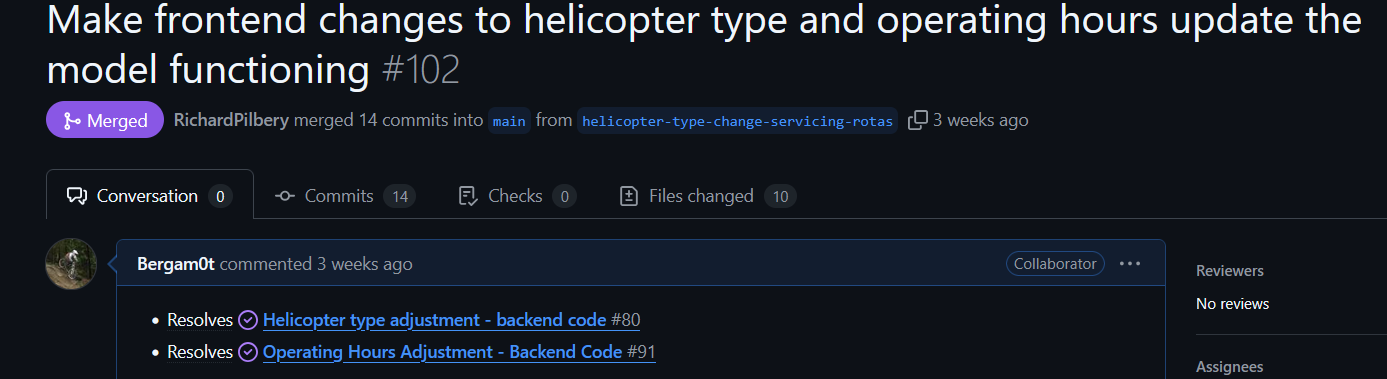 Make frontend changes to helicopter type and operating hours update the
model functioning #102
Merged RichardPilbery merged 14 commits into main from helicopter-type-change-servicing-rotas 3 weeks ago
Conversation 0 Commits 14 Checks 0 Files changed 10
Bergam0t commented 3 weeks ago Collaborator
Reviewers
No reviews
Resolves Helicopter type adjustment - backend code #80
Resolves Operating Hours Adjustment - Backend Code #91
Assignees